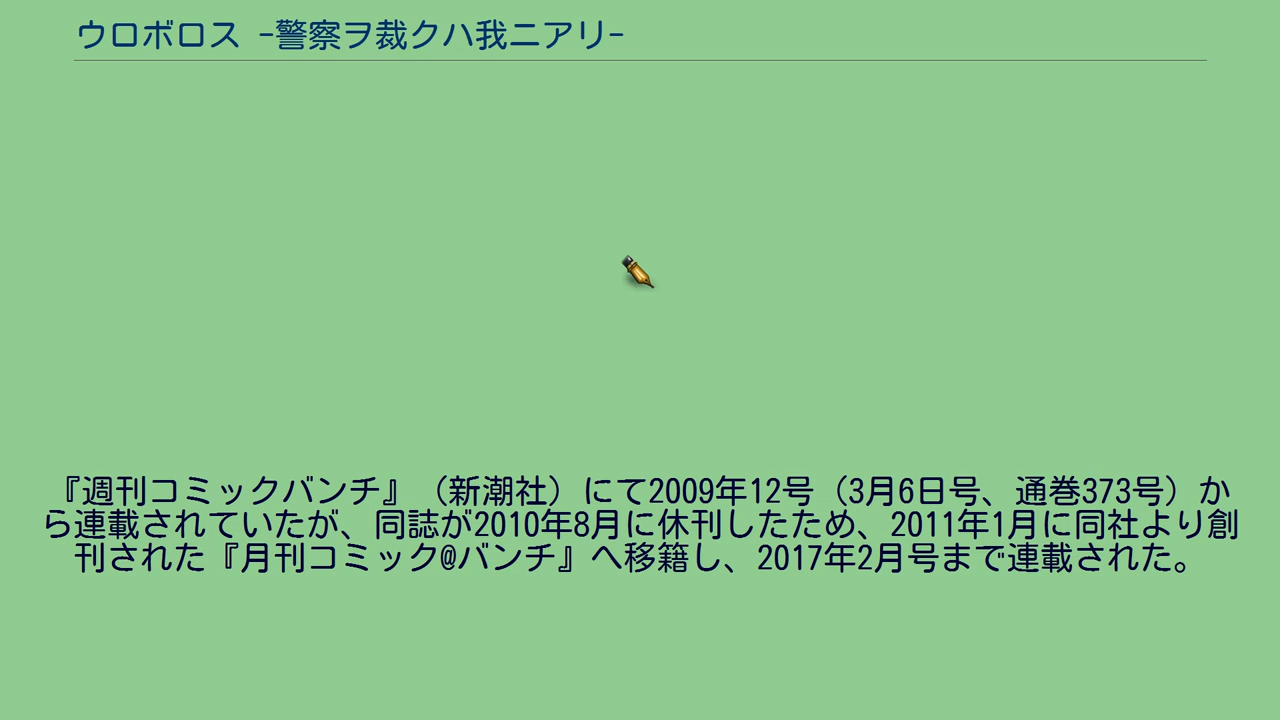 ウロボロス -警察ヲ裁クハ我ニアリ-
『週刊コミックバンチ』（新潮社）にて2009年12号（3月6日号、通巻373号）か
ら連載されていたが、同誌が2010年8月に休刊したため、2011年1月に同社より創
刊された『月刊コミック@バンチ』へ移籍し、2017年2月号まで連載された。